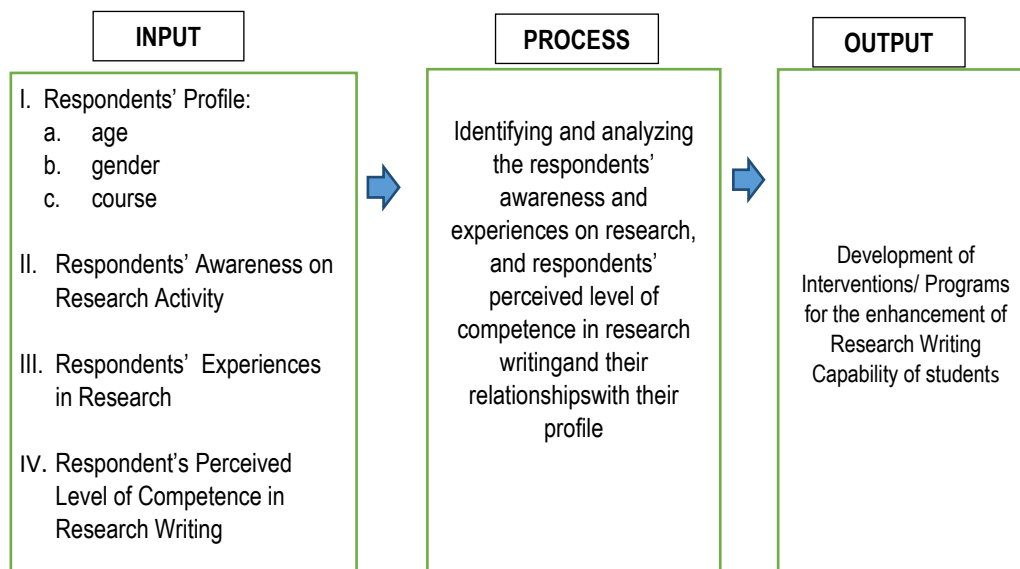 INPUT
I. Respondents’ Profile:
a. age
b. gender
c. course
II. Respondents’ Awareness on
Research Activity
III. Respondents’ Experiences
in Research
IV. Respondent’s Perceived
Level of Competence in
Research Writing
PROCESS
Identifying and analyzing
the respondents’
awareness and
experiences on research,
and respondents’
perceived level of
competence in research
writingand their
relationshipswith their
profile
OUTPUT
Development of
Interventions/ Programs
for the enhancement of
Research Writing
Capability of students